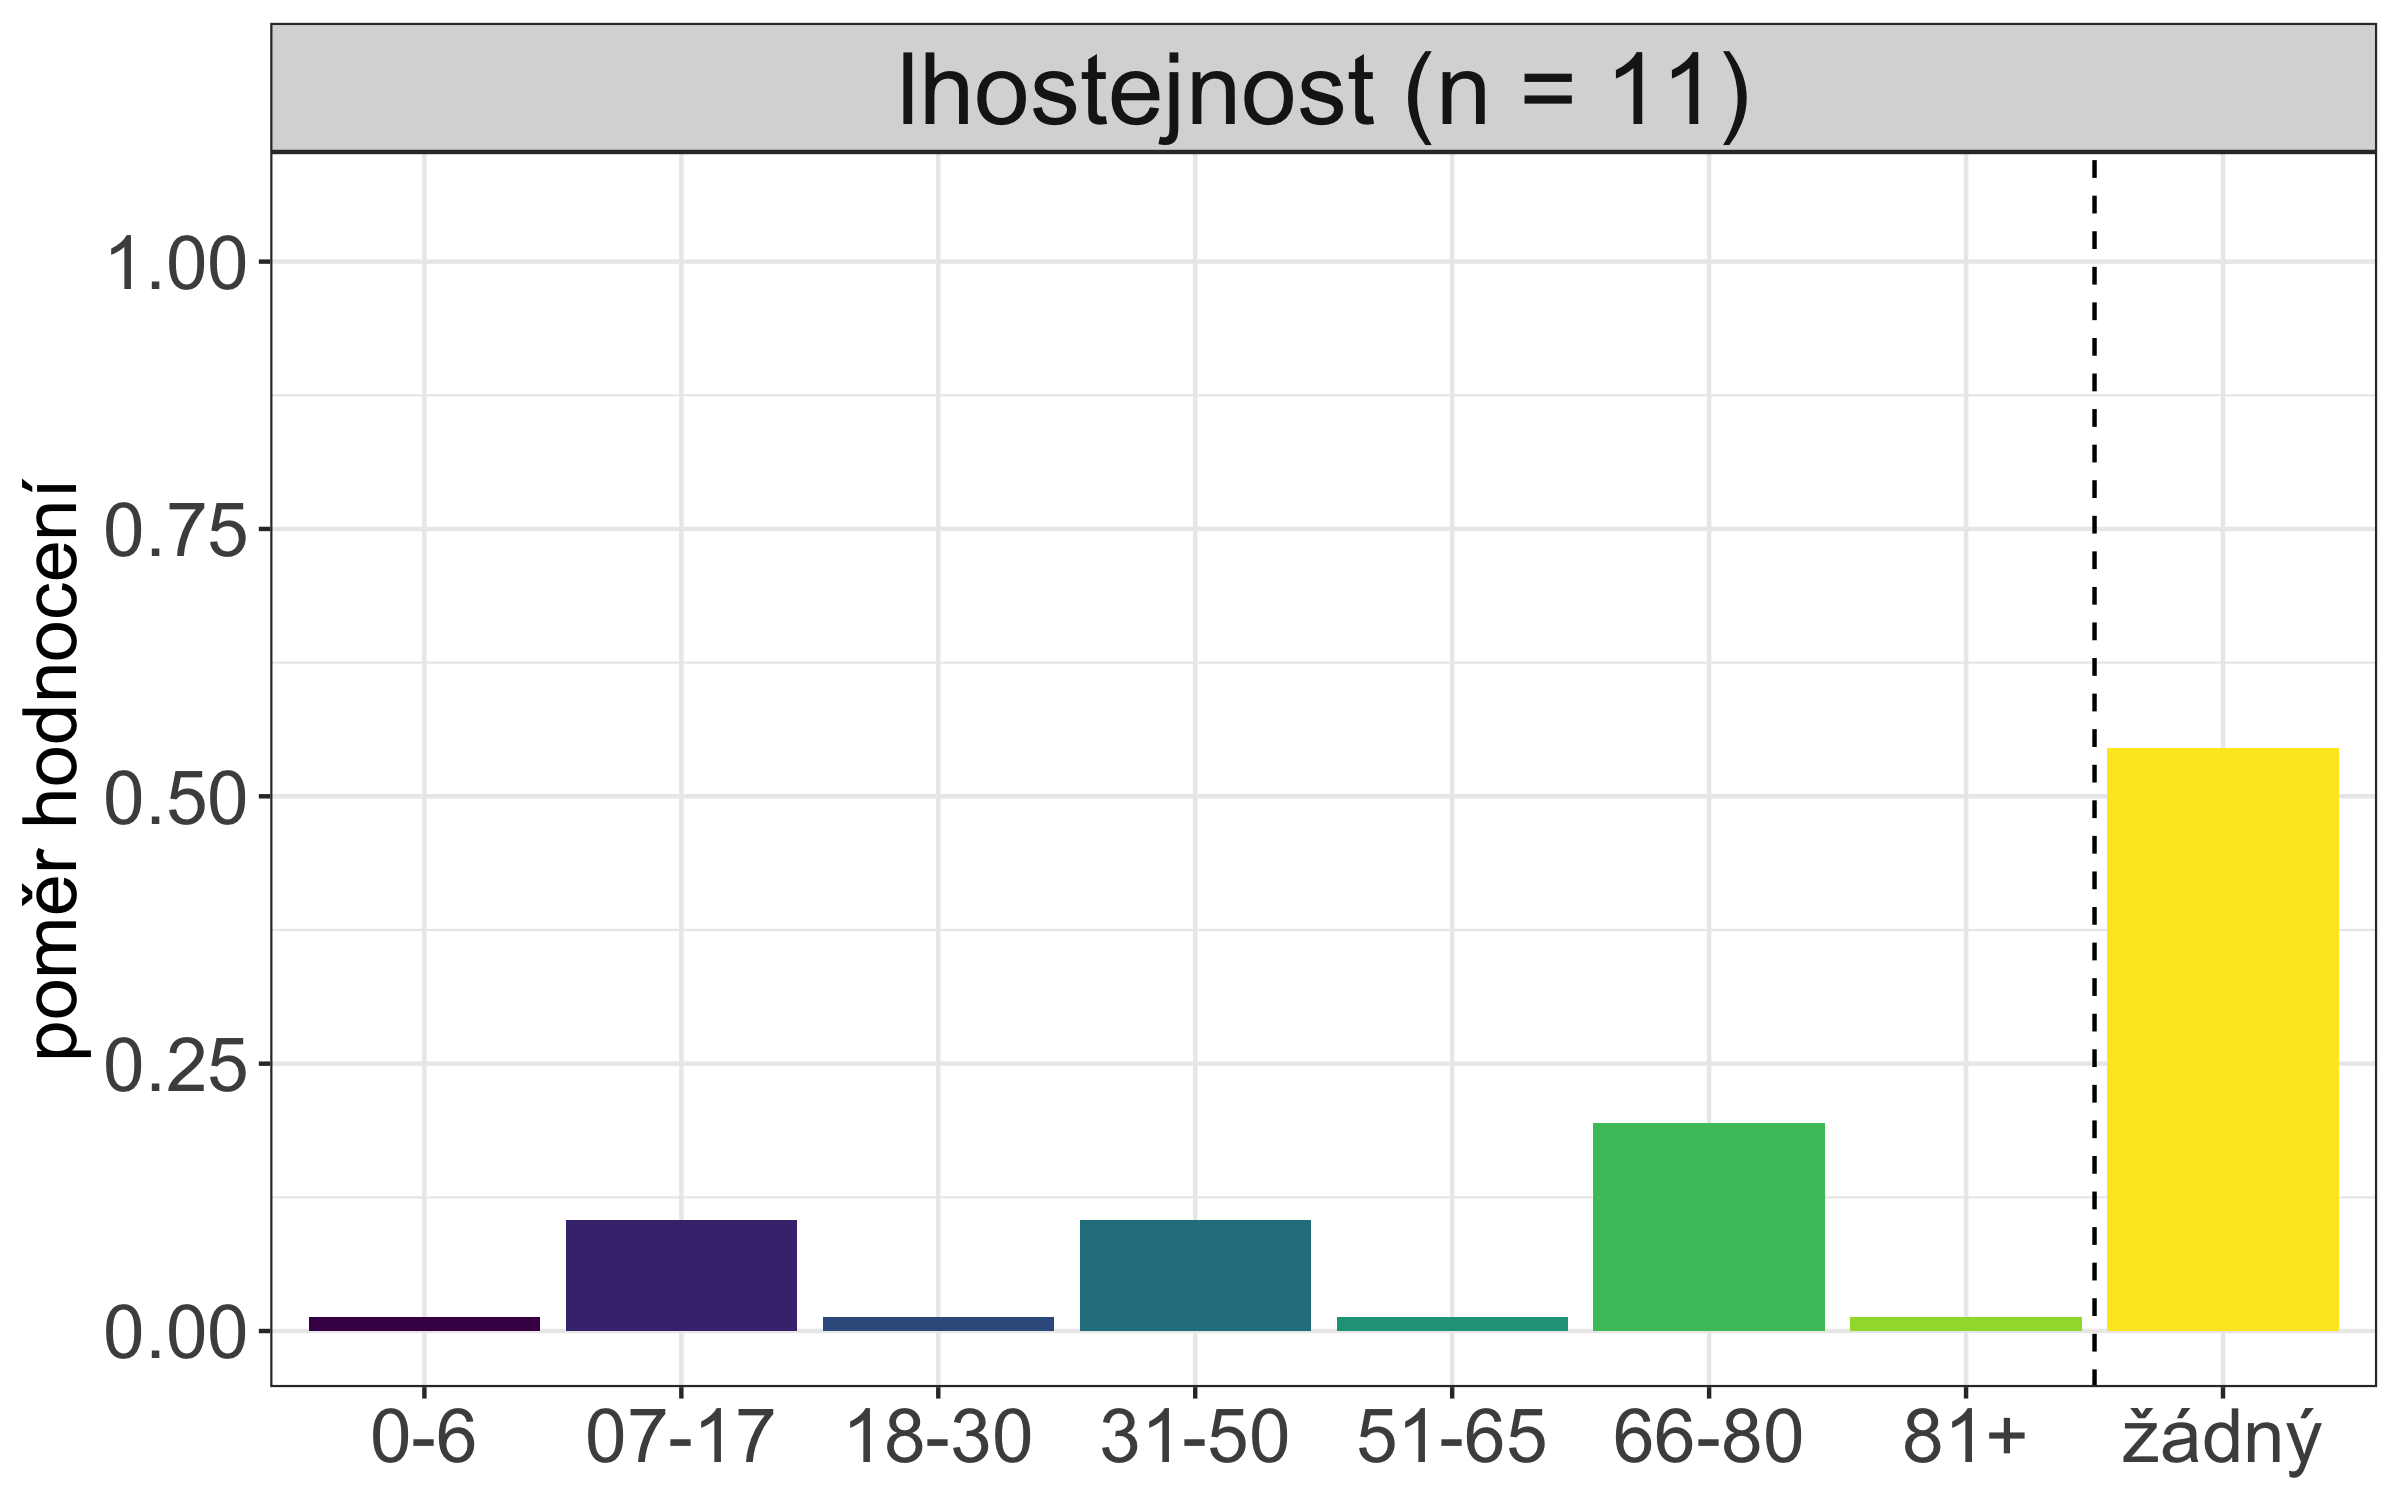 lhostejnost (n = 11)
poměr hodnocení
1.00
0.75
0.50
0.25
0.00
0-6 07-17 18-30 31-50 51-65 66-80 81+ žádný